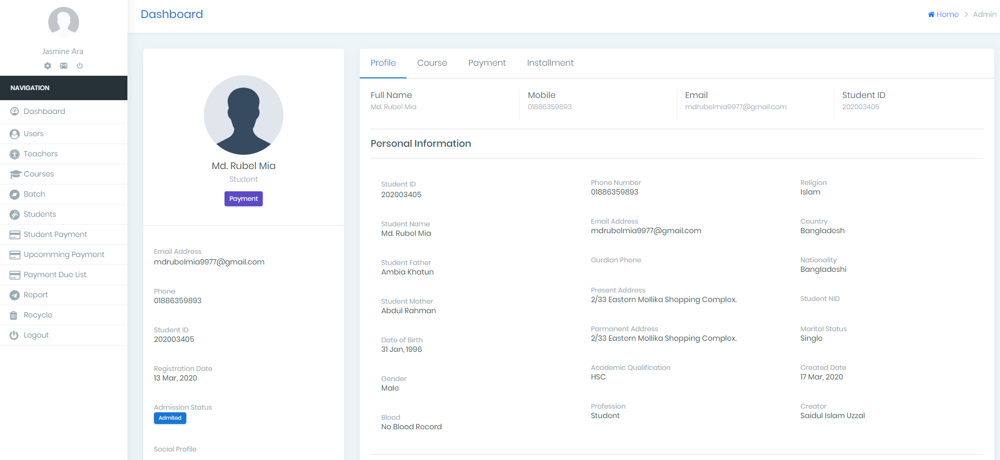 Jasmine Ara
NAVIGATION
Dashboard
Users
Teachers
Courses
Batch
Students
Student Payment
Upcomming Payment
Payment Due List
Report
Recycle
Logout
Dashboard
Home > Admin
Md. Rubel Mia
Student
Payment
Email Address
mdrubelmia9977@gmail.com
Phone
01886359893
Student ID
202003405
Registration Date
13 Mar, 2020
Admission Status
Admited
Social Profile
Profile Course Payment Installment
Full Name
Md. Rubel Mia
Mobile
01886359893
Email
mdrubelmia9977@gmail.com
Student ID
202003405
Personal Information
Student ID
202003405
Student Name
Md. Rubel Mia
Student Father
Ambia Khatun
Student Mother
Abdul Rahman
Date of Birth
31 Jan, 1996
Gender
Male
Blood
No Blood Record
Phone Number
01886359893
Email Address
mdrubelmia9977@gmail.com
Gurdian Phone
Present Address
2/33 Eastern Mollika Shopping Complex.
Parmanent Address
2/33 Eastern Mollika Shopping Complex.
Academic Qualification
HSC
Profession
Student
Religion
Islam
Country
Bangladesh
Nationality
Bangladeshi
Student NID
Marital Status
Single
Created Date
17 Mar, 2020
Creator
Saidul Islam Uzzal